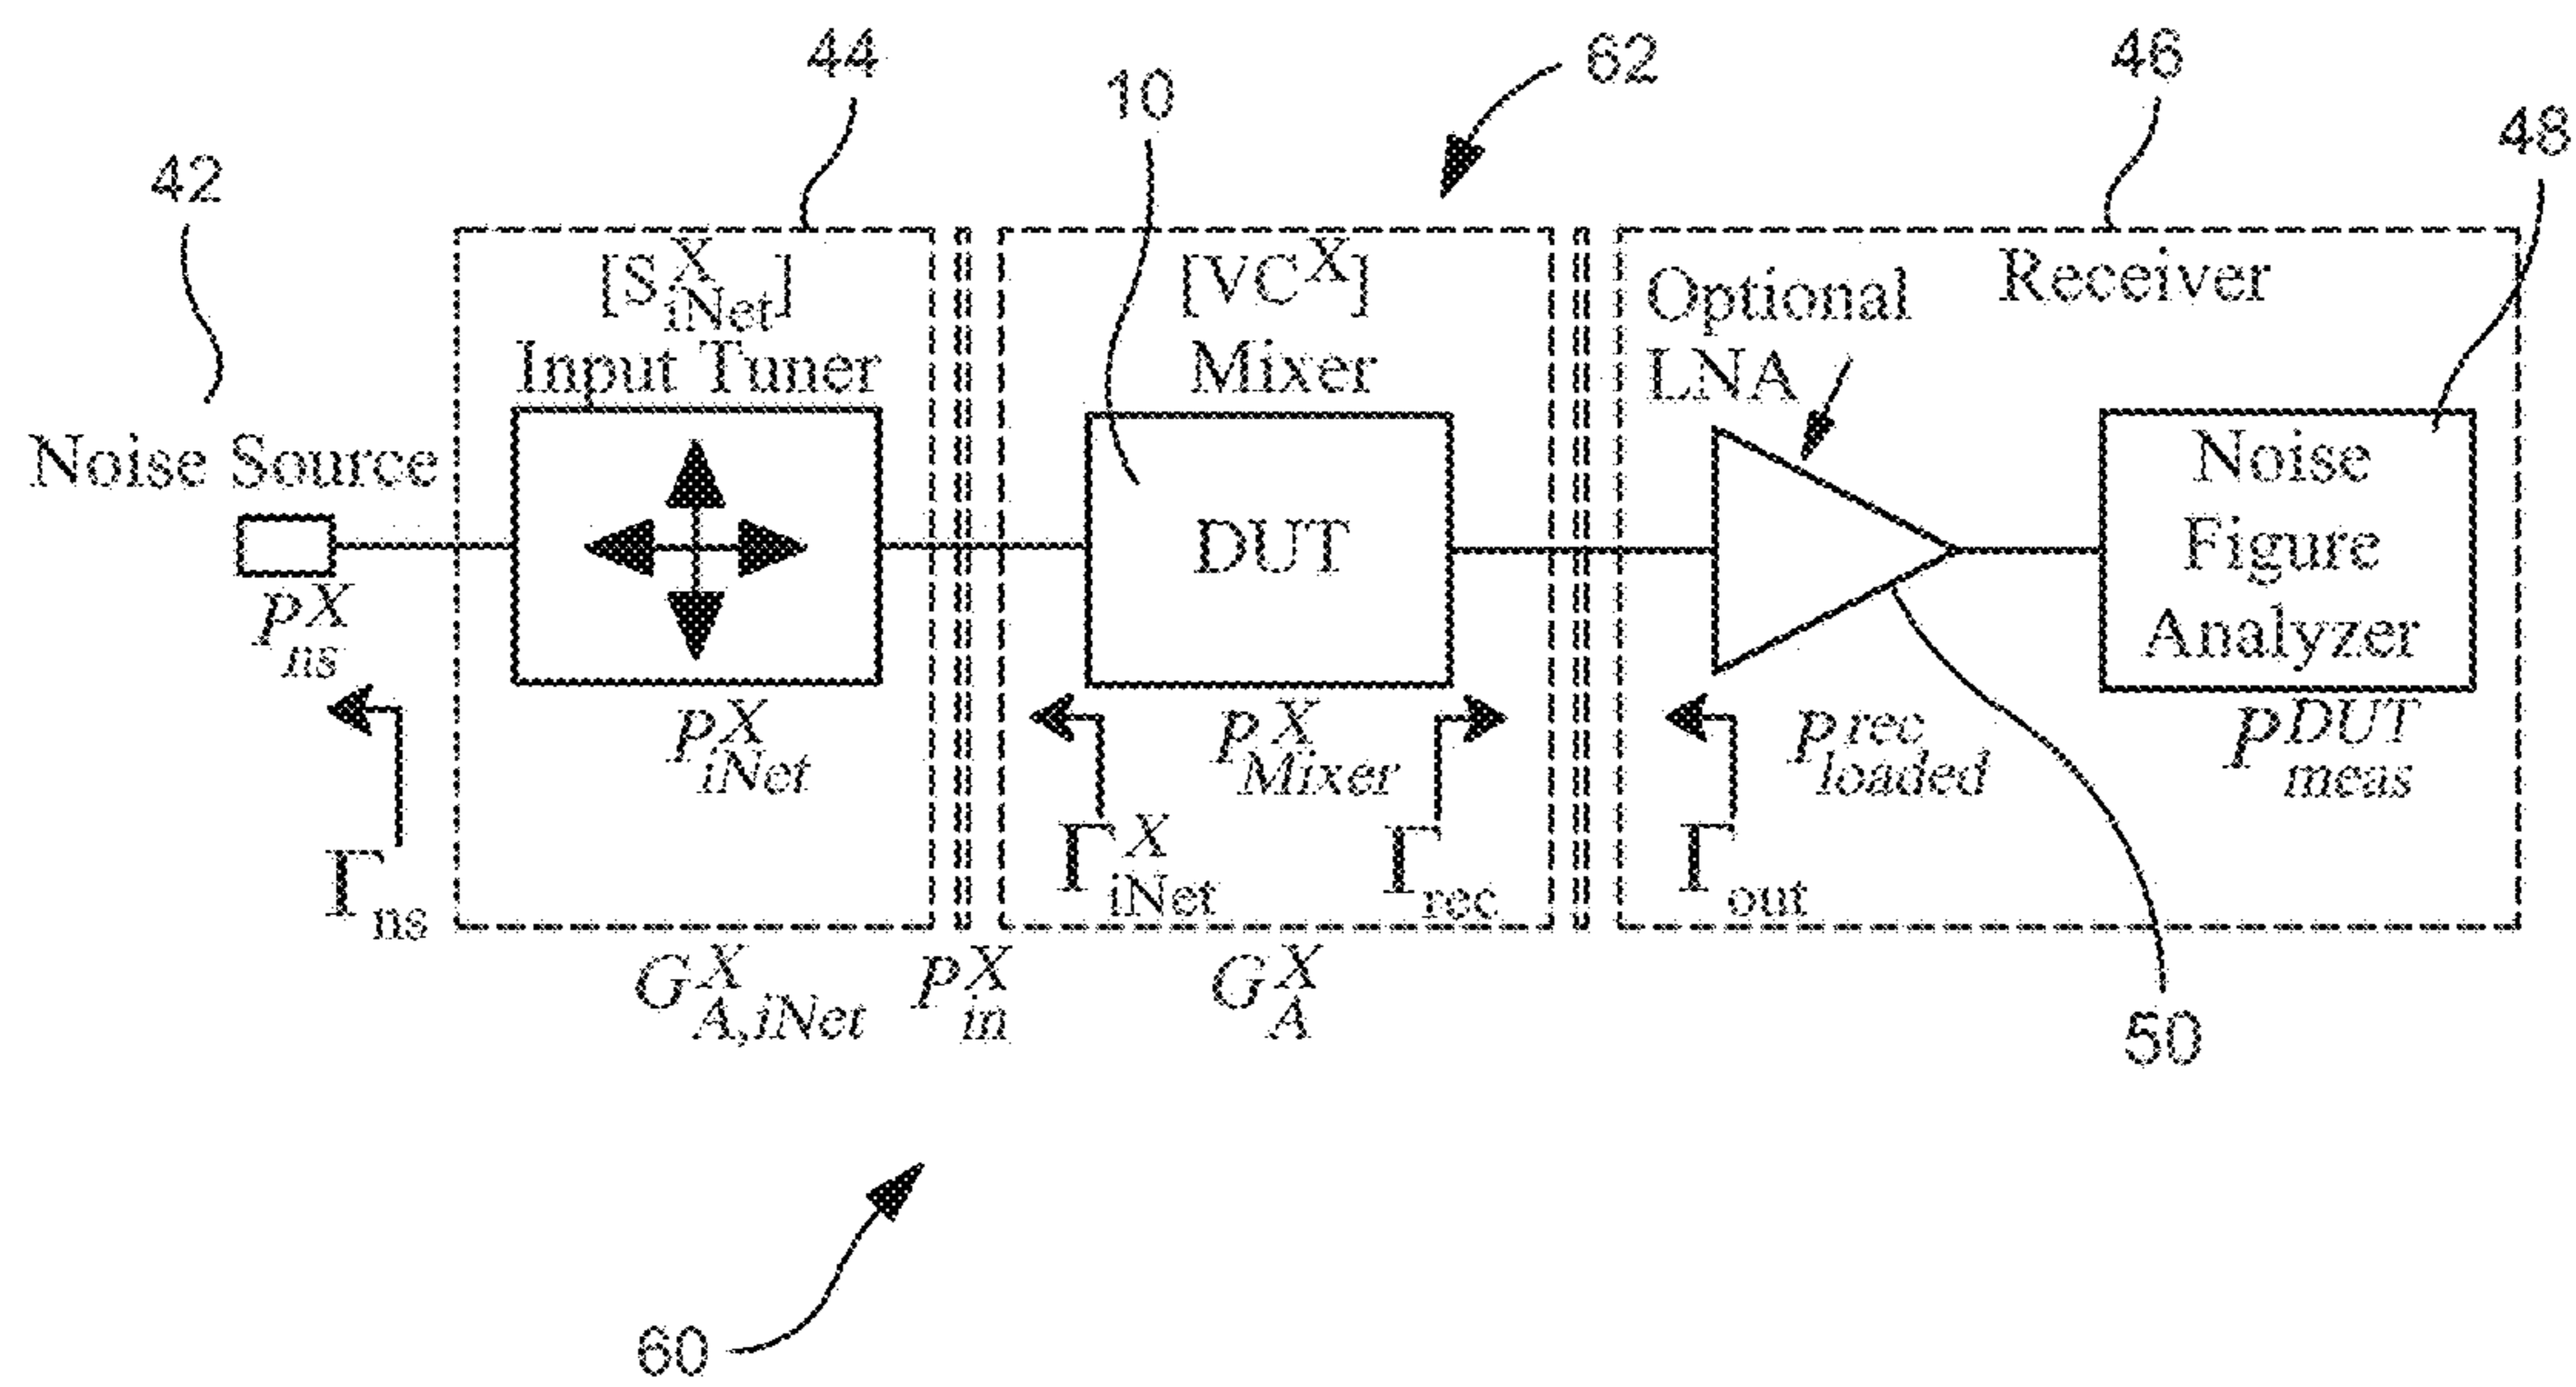 44
62
46
10
48
42
[S^X_iNet]
[VC^X]
Receiver
Optional
LNA
Input Tuner
Mixer
Noise Source
DUT
Noise
Figure
Analyzer
P^X_ns
P^X_iNet
P^X_Mixer
P^rec_loaded
P^DUT_meas
Γ_ns
Γ^X_iNet
Γ_rec
Γ_out
G^X_A,iNet
P^X_in
G^X_A
50
60